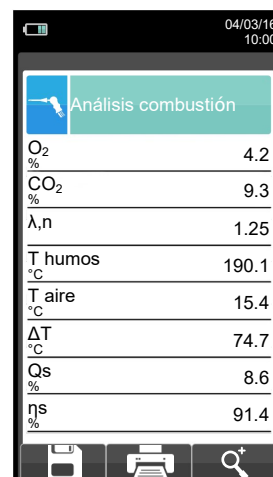 04/03/16
10:00
Análisis combustión
O₂
% 4.2
CO₂
% 9.3
λ,n 1.25
T humos
°C 190.1
T aire
°C 15.4
ΔT
°C 74.7
Qs
% 8.6
ηs
% 91.4